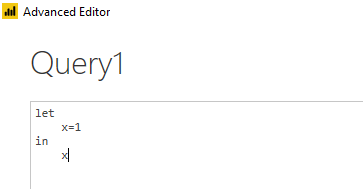 Advanced Editor
Query1
let
    x=1
in
    x